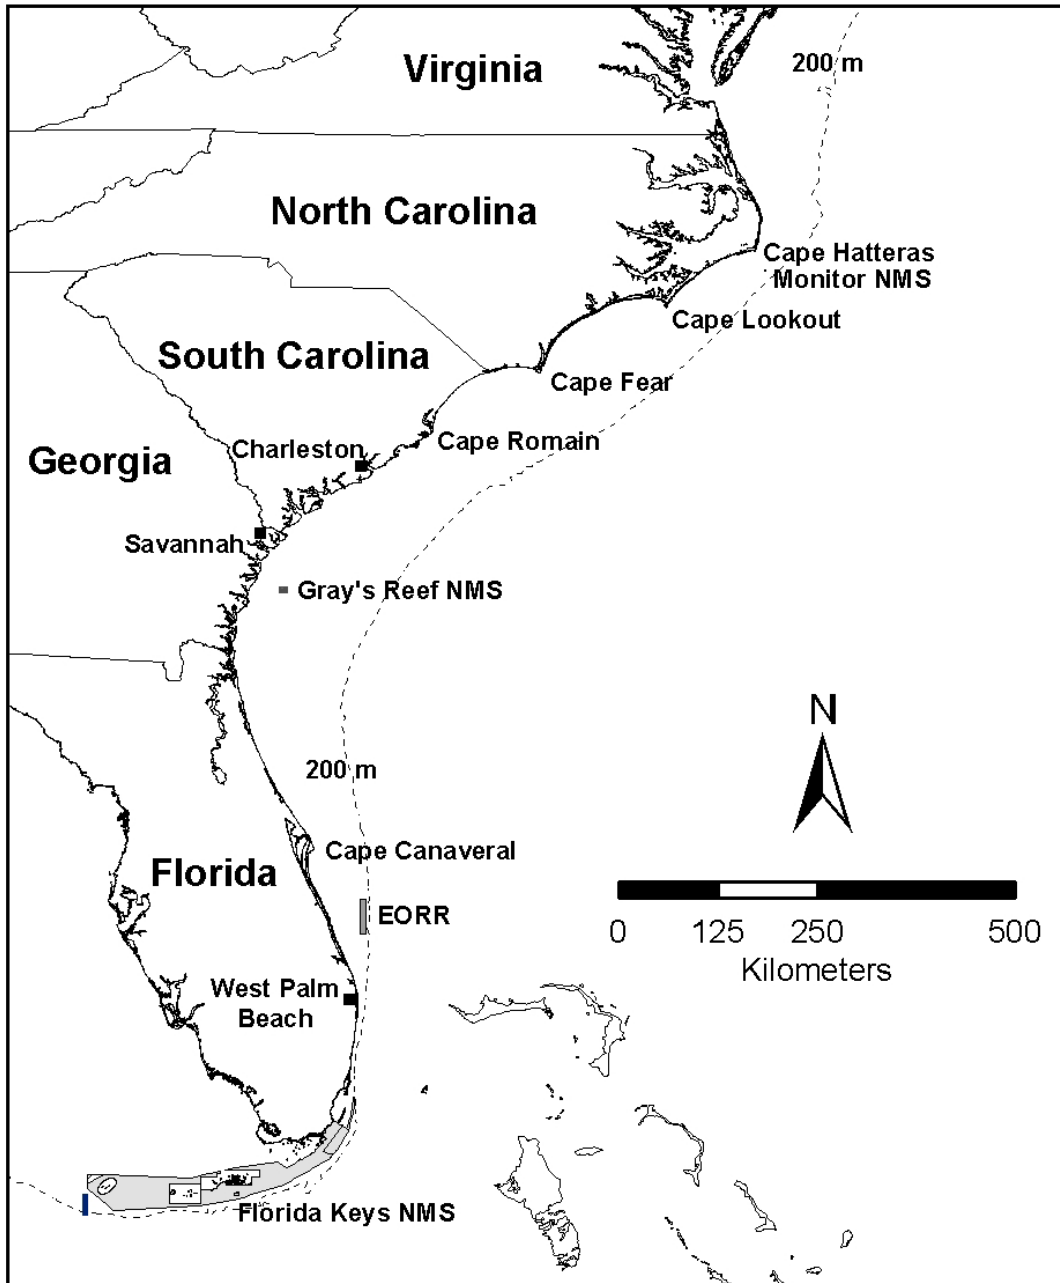 Virginia
200 m
North Carolina
Cape Hatteras
Monitor NMS
Cape Lookout
South Carolina
Cape Fear
Cape Romain
Charleston
Georgia
Savannah
Gray's Reef NMS
N
200 m
Cape Canaveral
Florida
EORR
0 125 250 500
Kilometers
West Palm
Beach
Florida Keys NMS